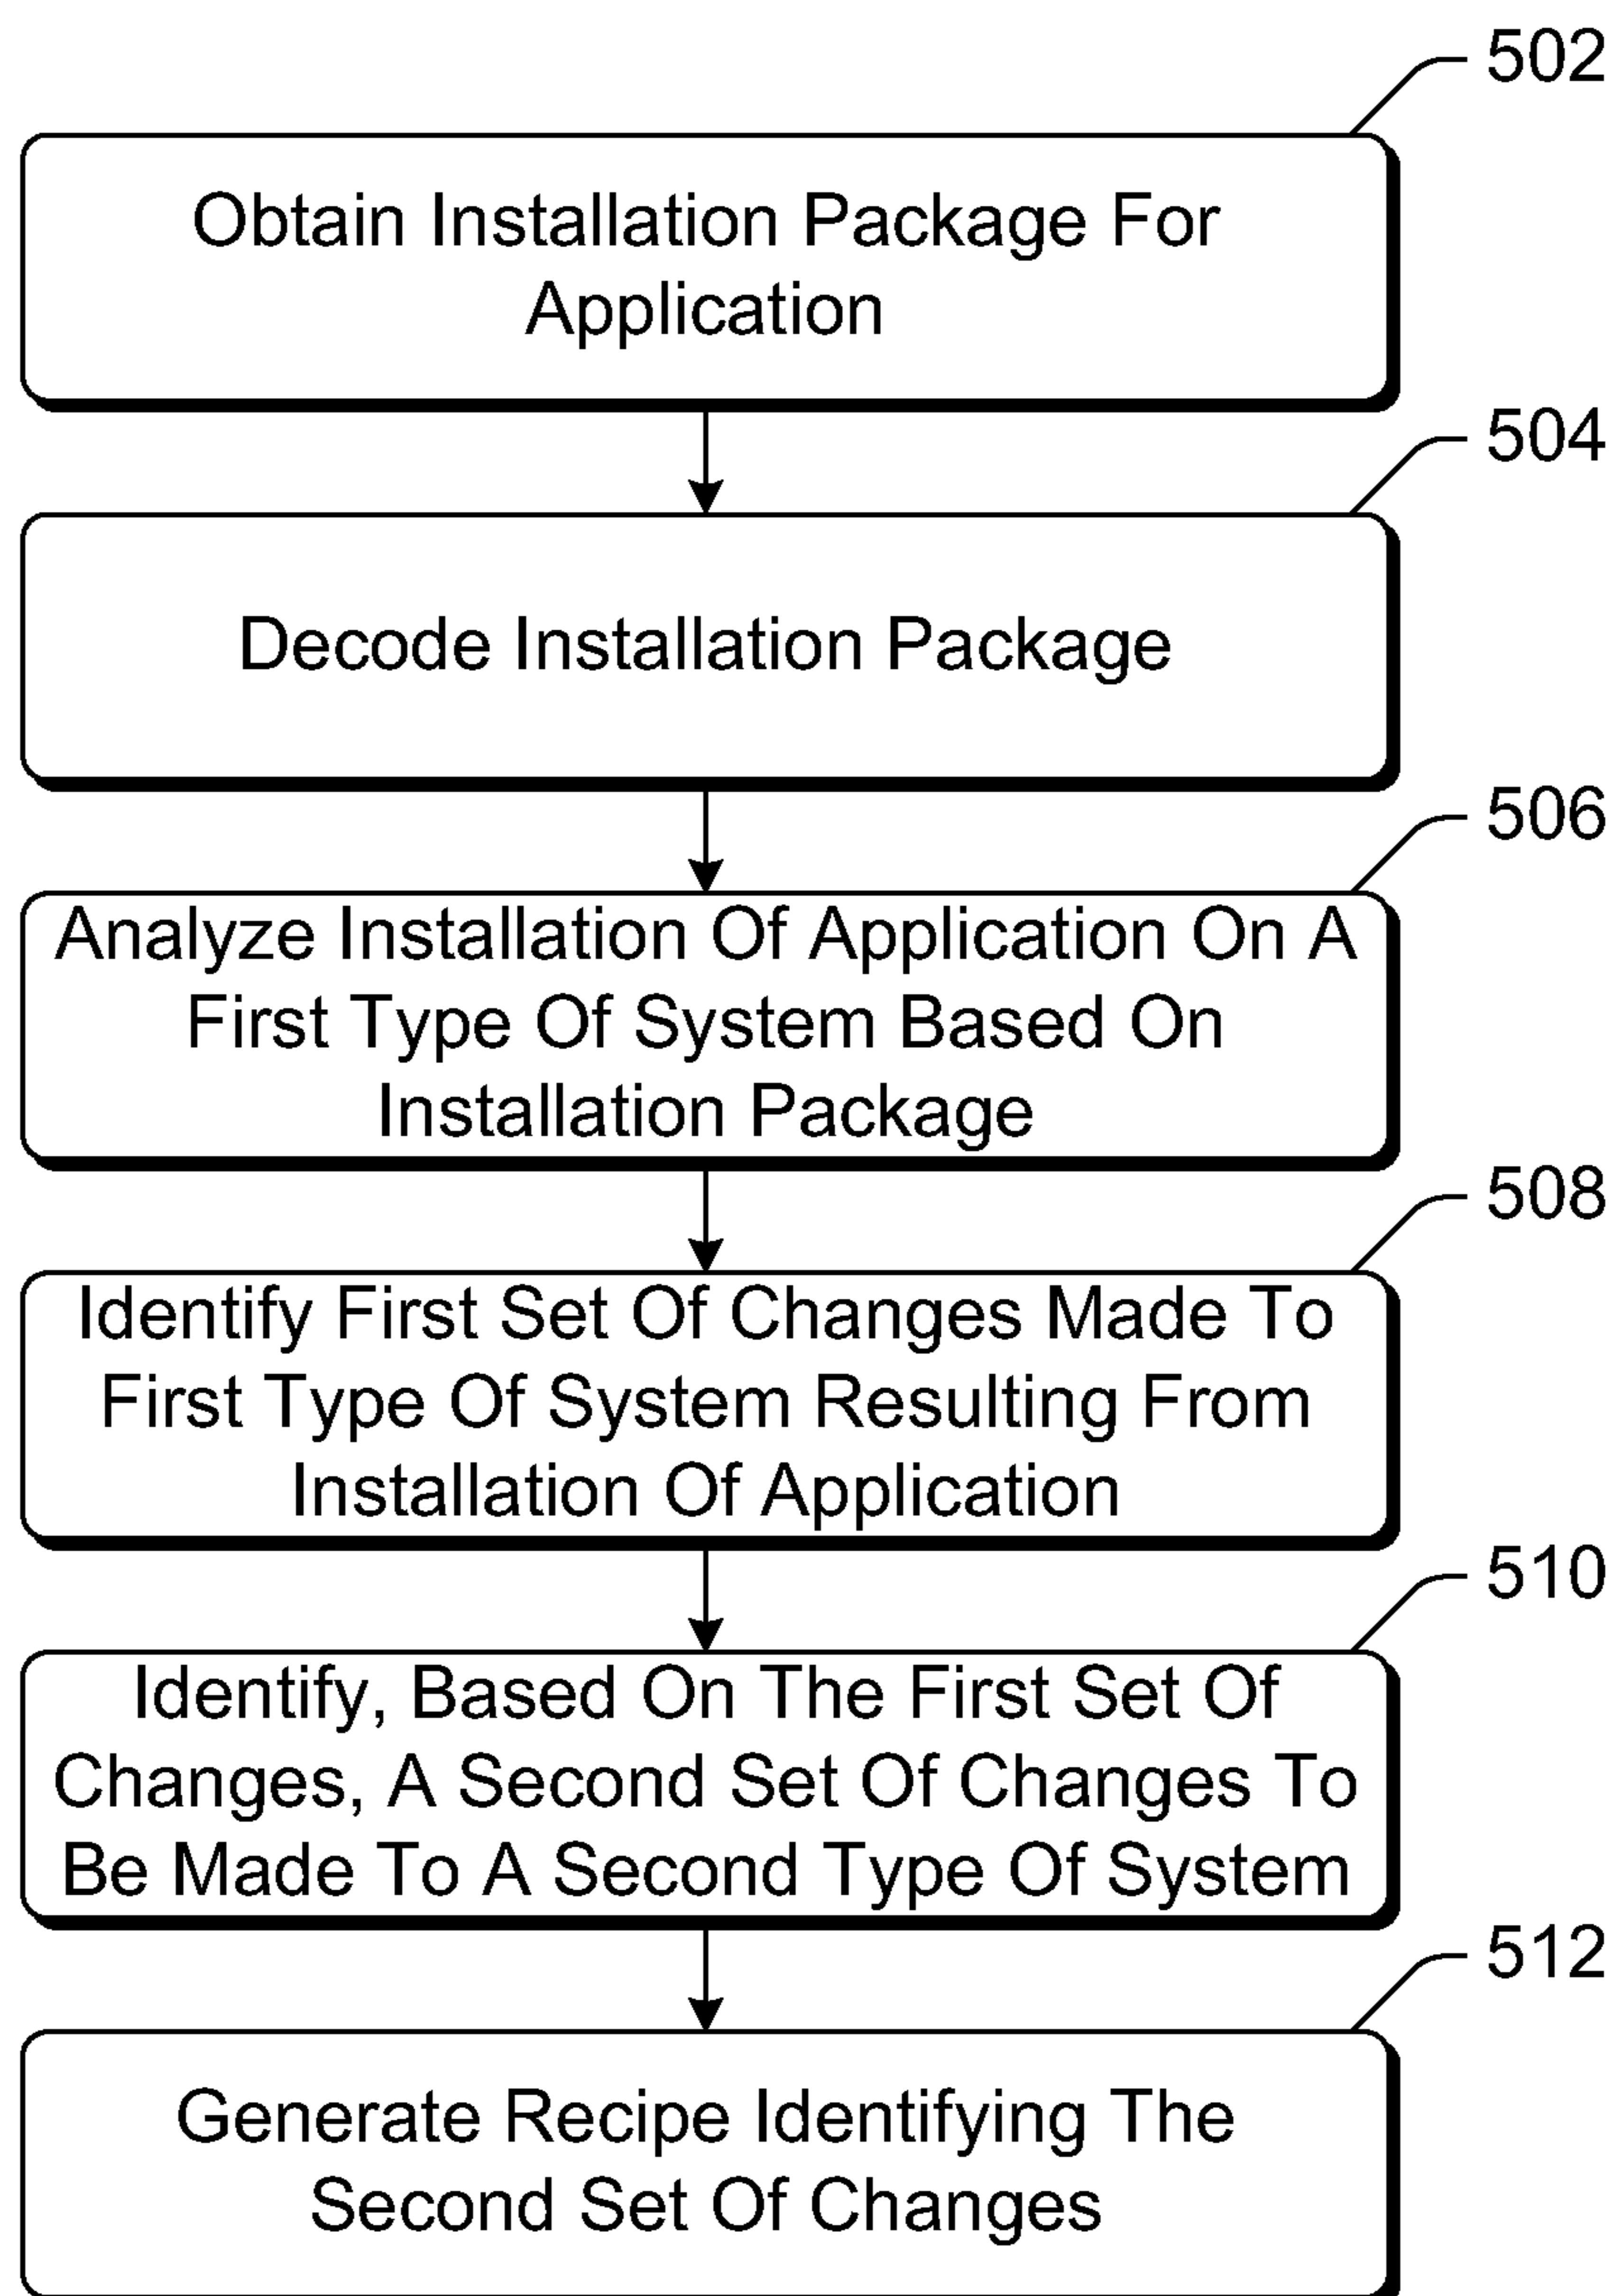 502
Obtain Installation Package For
Application
504
Decode Installation Package
506
Analyze Installation Of Application On A
First Type Of System Based On
Installation Package
508
Identify First Set Of Changes Made To
First Type Of System Resulting From
Installation Of Application
510
Identify, Based On The First Set Of
Changes, A Second Set Of Changes To
Be Made To A Second Type Of System
512
Generate Recipe Identifying The
Second Set Of Changes